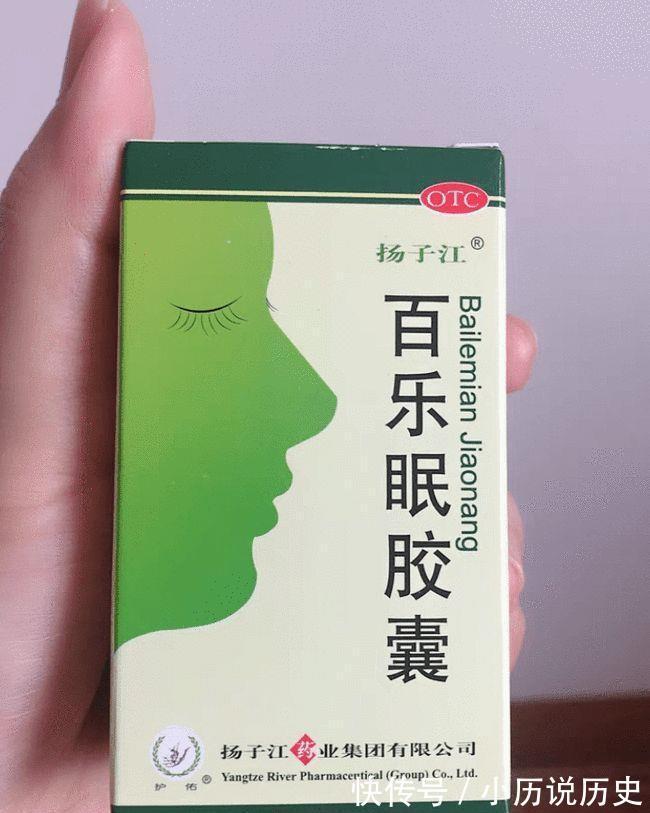 OTC
扬子江®
百乐眠胶囊
Bailemian Jiaonang
护佑®
扬子江药业集团有限公司
Yangtze River Pharmaceutical (Group) Co., Ltd.
快传号 / 小历说历史